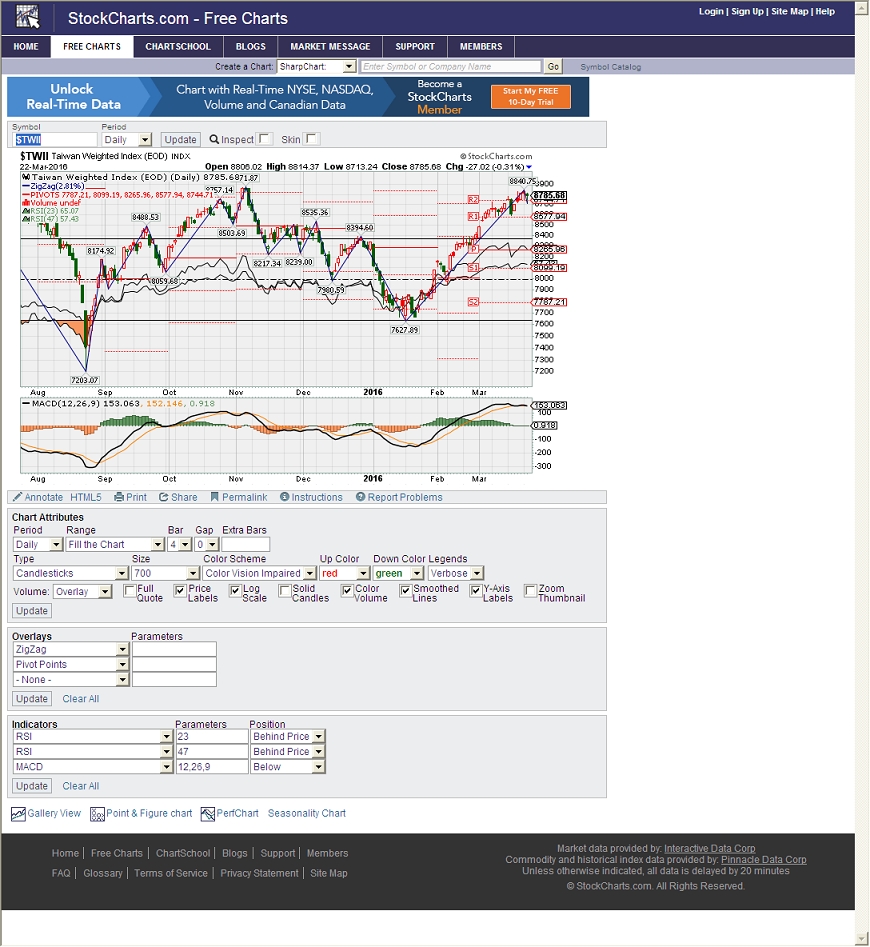 StockCharts.com - Free Charts
Login | Sign Up | Site Map | Help
HOME FREE CHARTS CHARTSCHOOL BLOGS MARKET MESSAGE SUPPORT MEMBERS
Create a Chart: SharpChart: Enter Symbol or Company Name Go Symbol Catalog
Unlock
Real-Time Data
Chart with Real-Time NYSE, NASDAQ,
Volume and Canadian Data
Become a
StockCharts
Member
Start My FREE
10-Day Trial
Symbol Period
$TWII Daily Update Inspect Skin
$TWII Taiwan Weighted Index (EOD) INDX © StockCharts.com
22-Mar-2016 Open 8806.02 High 8814.37 Low 8713.24 Close 8785.68 Chg -27.02 (-0.31%)
Taiwan Weighted Index (EOD) (Daily) 8785.68
ZigZag(2.81%)
PIVOTS 7787.21, 8099.19, 8265.96, 8577.94, 8744.71
Volume undef
RSI(23) 65.07
RSI(47) 57.43
8757.14
8840.75
8488.53
8503.69
8535.36
8394.60
8174.92
8217.34
8239.00
8059.68
7980.59
7627.89
7203.07
R2
R1
P
S1
S2
8900
8785.68
8577.94
8500
8400
8265.96
8200
8099.19
8000
7900
7787.21
7700
7600
7500
7400
7300
7200
Aug Sep Oct Nov Dec 2016 Feb Mar
MACD(12,26,9) 153.063, 152.146, 0.918
153.063
100
0.918
-100
-200
-300
Aug Sep Oct Nov Dec 2016 Feb Mar
Annotate HTML5 Print Share Permalink Instructions Report Problems
Chart Attributes
Period Range Bar Gap Extra Bars
Daily Fill the Chart 4 0
Type Size Color Scheme Up Color Down Color Legends
Candlesticks 700 Color Vision Impaired red green Verbose
Volume: Overlay Full Quote Price Labels Log Scale Solid Candles Color Volume Smoothed Lines Y-Axis Labels Zoom Thumbnail
Update
Overlays Parameters
ZigZag
Pivot Points
- None -
Update Clear All
Indicators Parameters Position
RSI 23 Behind Price
RSI 47 Behind Price
MACD 12,26,9 Below
Update Clear All
Gallery View Point & Figure chart PerfChart Seasonality Chart
Home | Free Charts | ChartSchool | Blogs | Support | Members
FAQ | Glossary | Terms of Service | Privacy Statement | Site Map
Market data provided by: Interactive Data Corp
Commodity and historical index data provided by: Pinnacle Data Corp
Unless otherwise indicated, all data is delayed by 20 minutes
© StockCharts.com. All Rights Reserved.